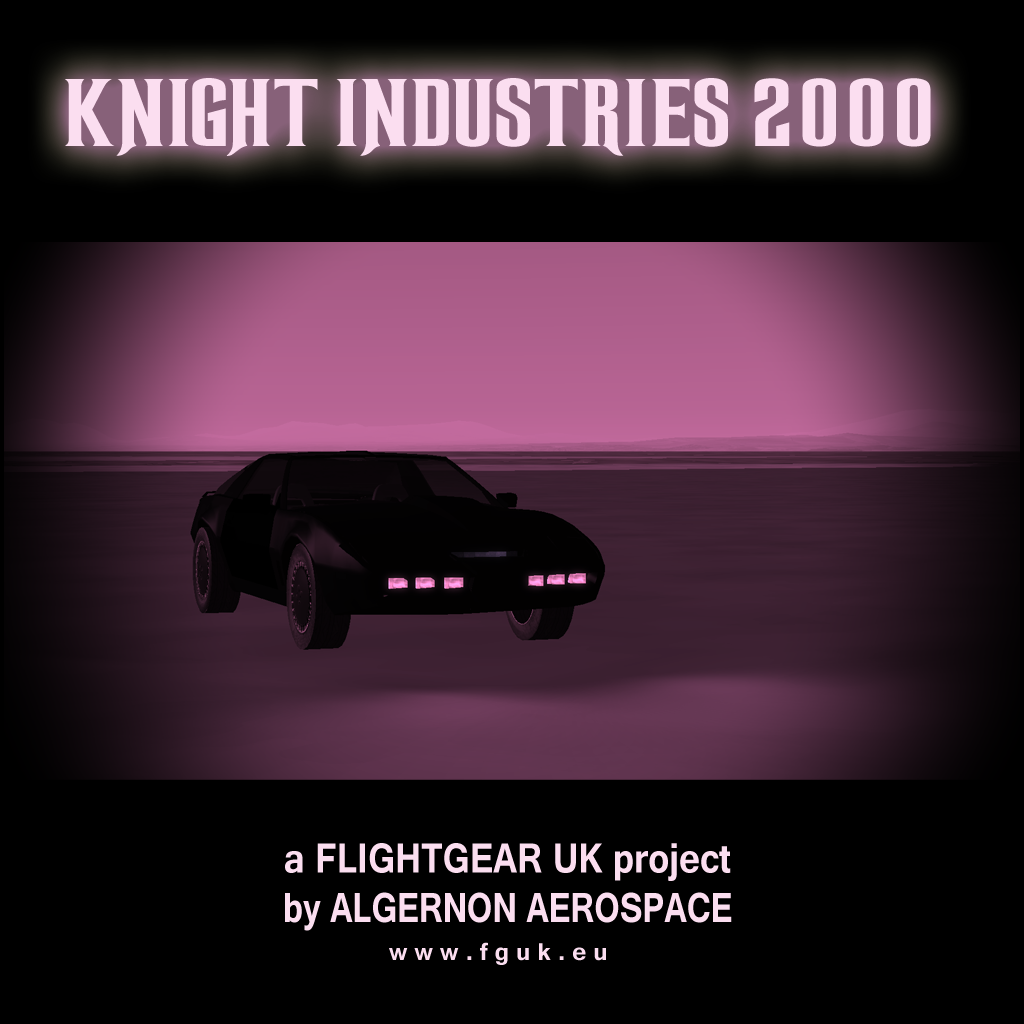 KNIGHT INDUSTRIES 2000
a FLIGHTGEAR UK project
by ALGERNON AEROSPACE
www.fguk.eu